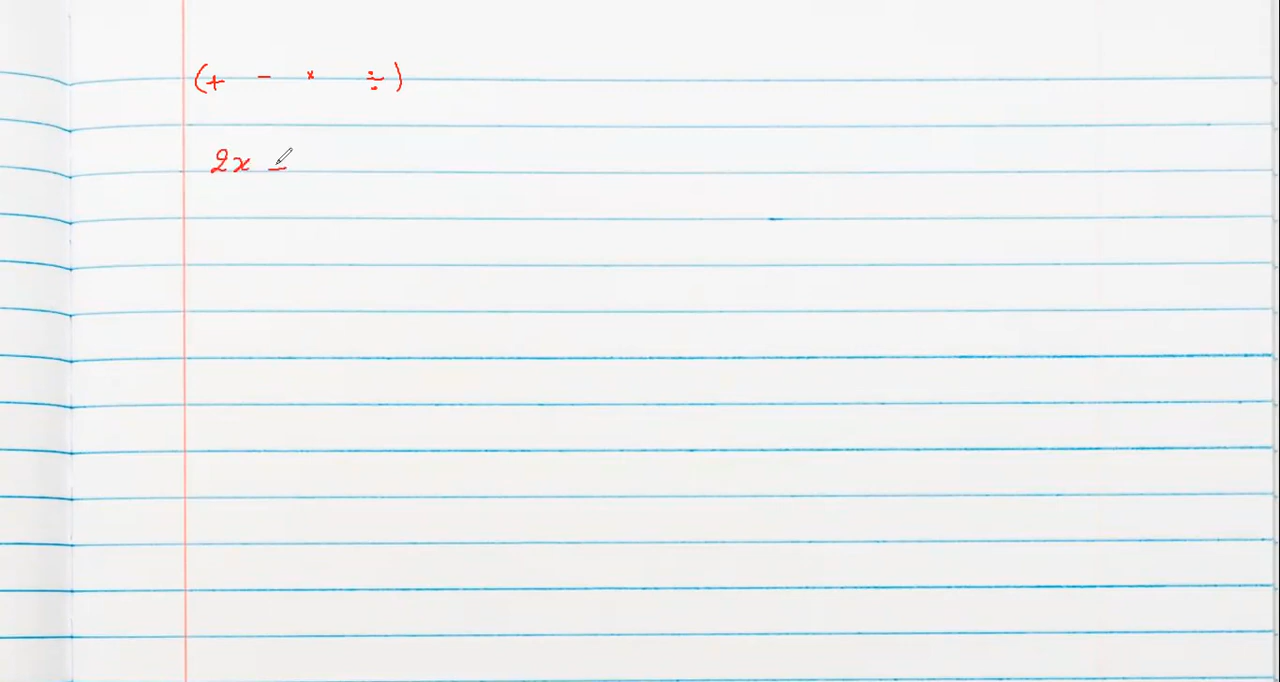 (+ - × ÷)
2x -